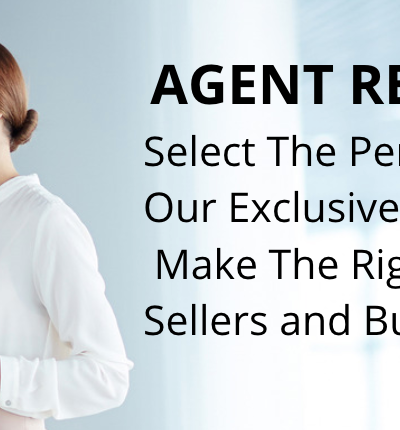 AGENT RE
Select The Per
Our Exclusive
Make The Rig
Sellers and Bu